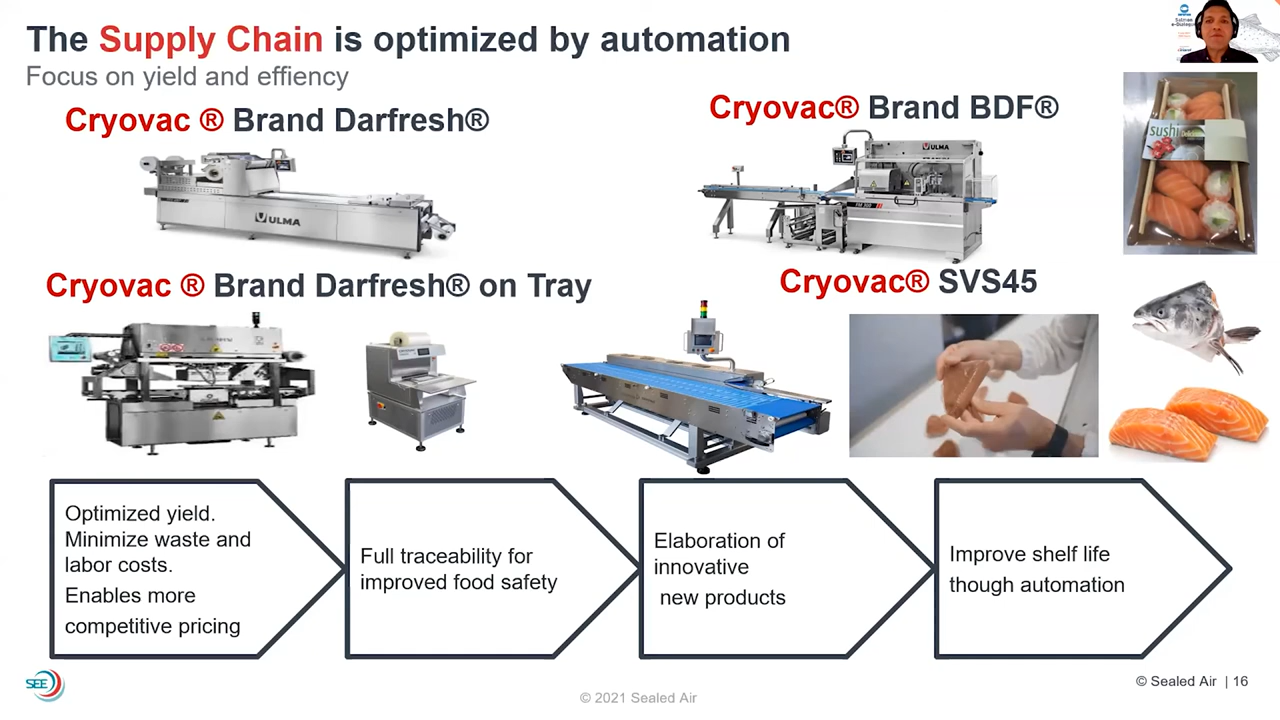 The Supply Chain is optimized by automation
Focus on yield and effiency
Cryovac ® Brand Darfresh®
Cryovac® Brand BDF®
ULMA
ULMA
sushi
Cryovac ® Brand Darfresh® on Tray
Cryovac® SVS45
Optimized yield.
Minimize waste and
labor costs.
Enables more
competitive pricing
Full traceability for
improved food safety
Elaboration of
innovative
new products
Improve shelf life
though automation
SEE
© 2021 Sealed Air
© Sealed Air | 16